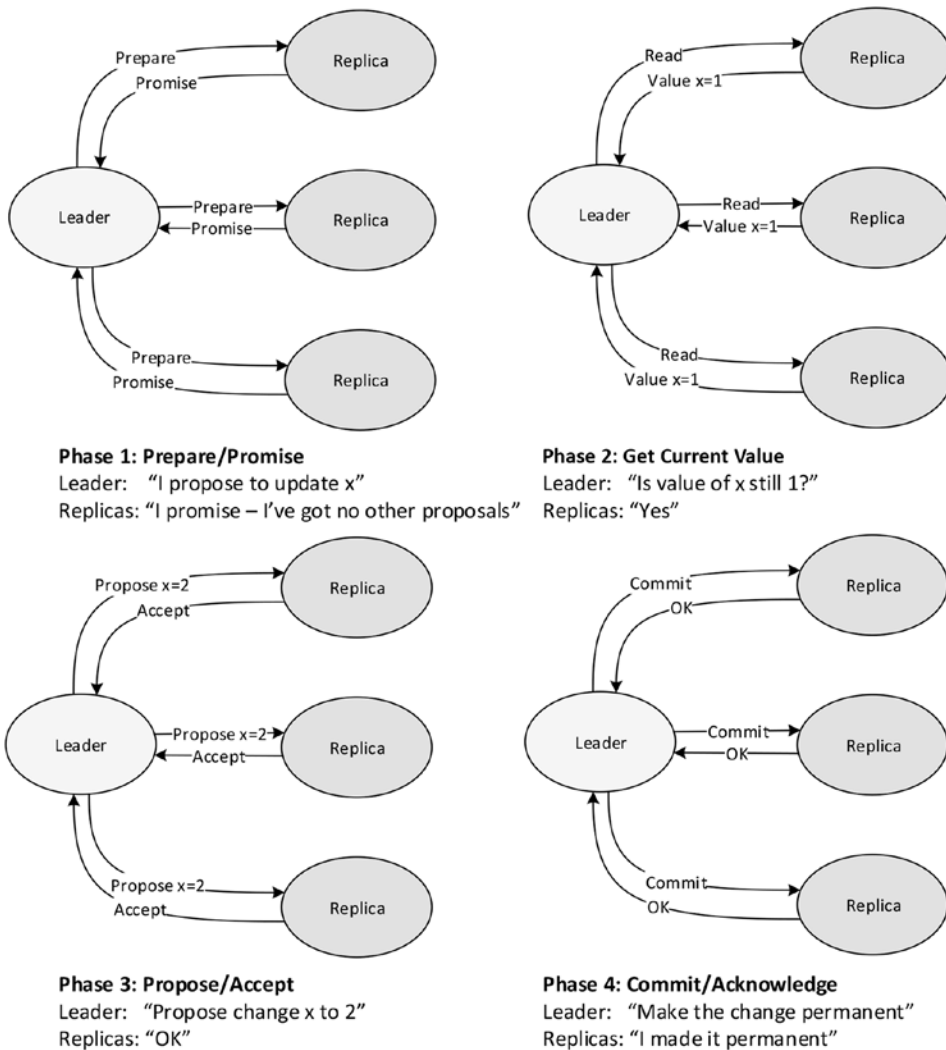 Prepare
Promise
Replica
Leader
Prepare
Promise
Replica
Prepare
Promise
Replica
Phase 1: Prepare/Promise
Leader: “I propose to update x”
Replicas: “I promise – I’ve got no other proposals”
Read
Value x=1
Replica
Leader
Read
Value x=1
Replica
Read
Value x=1
Replica
Phase 2: Get Current Value
Leader: “Is value of x still 1?”
Replicas: “Yes”
Propose x=2
Accept
Replica
Leader
Propose x=2
Accept
Replica
Propose x=2
Accept
Replica
Phase 3: Propose/Accept
Leader: “Propose change x to 2”
Replicas: “OK”
Commit
OK
Replica
Leader
Commit
OK
Replica
Commit
OK
Replica
Phase 4: Commit/Acknowledge
Leader: “Make the change permanent”
Replicas: “I made it permanent”